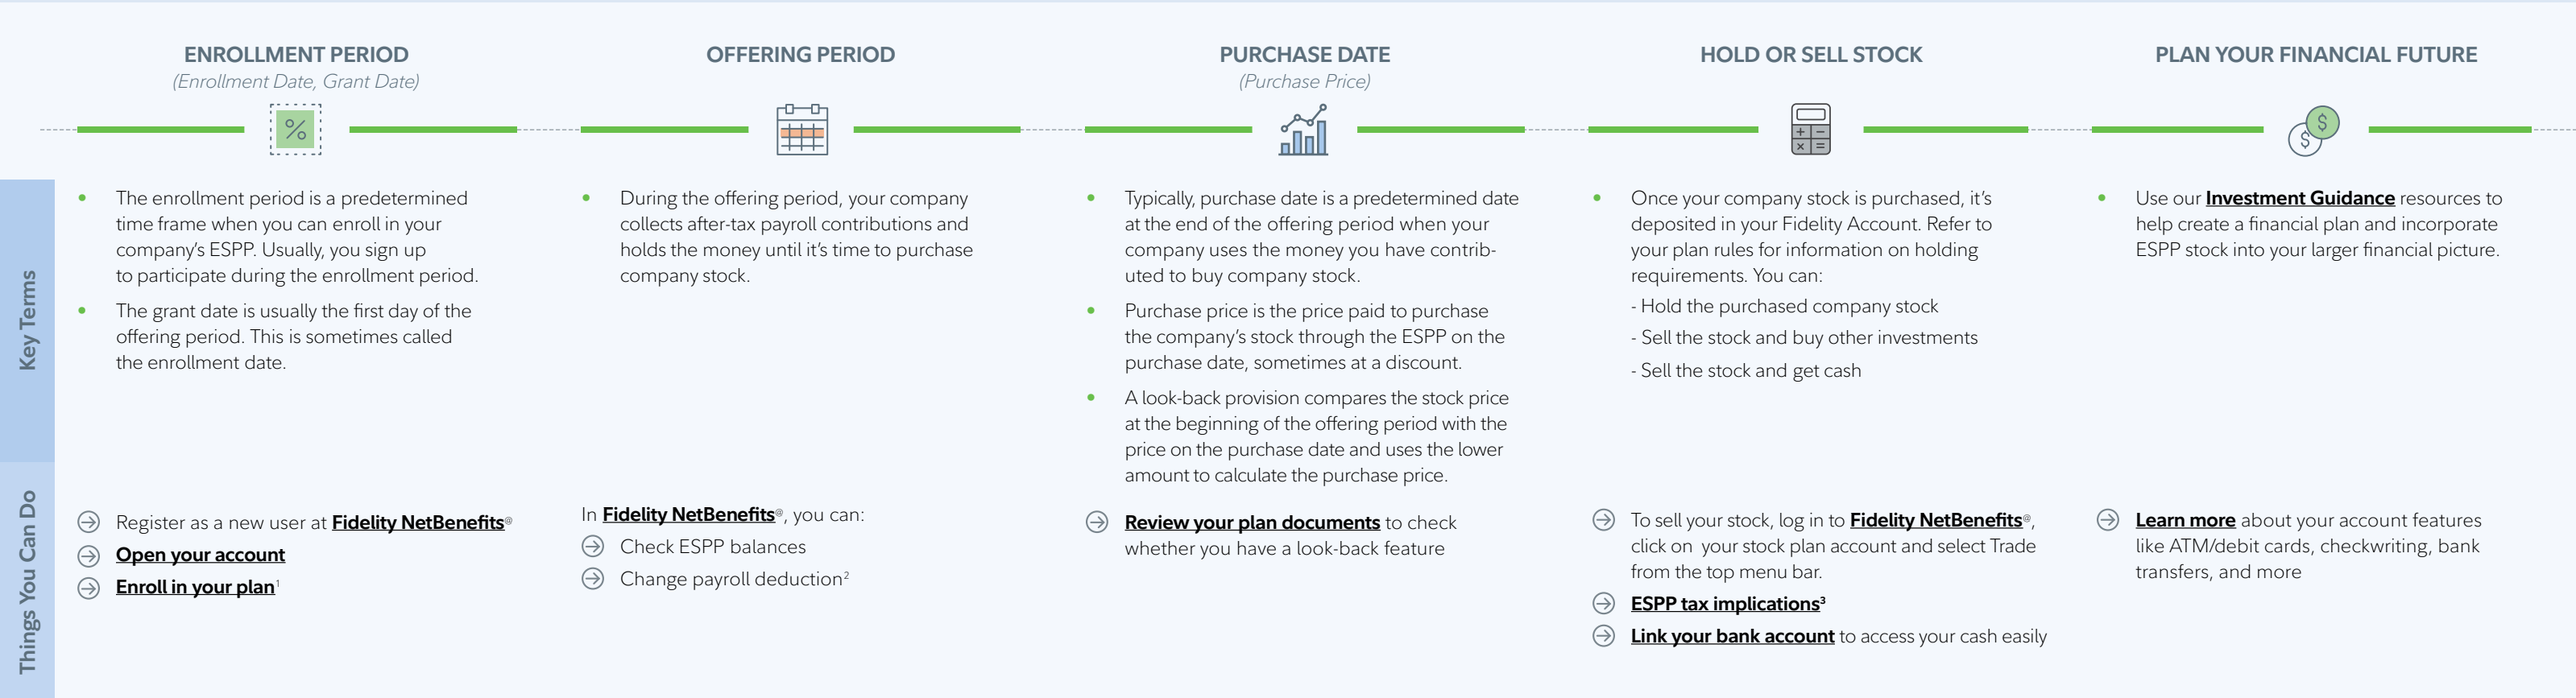 ENROLLMENT PERIOD
(Enrollment Date, Grant Date)
%
OFFERING PERIOD
PURCHASE DATE
(Purchase Price)
HOLD OR SELL STOCK
+ −
× =
PLAN YOUR FINANCIAL FUTURE
$
$
Key Terms
• The enrollment period is a predetermined
time frame when you can enroll in your
company’s ESPP. Usually, you sign up
to participate during the enrollment period.
• The grant date is usually the first day of the
offering period. This is sometimes called
the enrollment date.
• During the offering period, your company
collects after-tax payroll contributions and
holds the money until it’s time to purchase
company stock.
• Typically, purchase date is a predetermined date
at the end of the offering period when your
company uses the money you have contrib-
uted to buy company stock.
• Purchase price is the price paid to purchase
the company’s stock through the ESPP on the
purchase date, sometimes at a discount.
• A look-back provision compares the stock price
at the beginning of the offering period with the
price on the purchase date and uses the lower
amount to calculate the purchase price.
• Once your company stock is purchased, it’s
deposited in your Fidelity Account. Refer to
your plan rules for information on holding
requirements. You can:
- Hold the purchased company stock
- Sell the stock and buy other investments
- Sell the stock and get cash
• Use our Investment Guidance resources to
help create a financial plan and incorporate
ESPP stock into your larger financial picture.
Things You Can Do
Register as a new user at Fidelity NetBenefits®
Open your account
Enroll in your plan¹
In Fidelity NetBenefits®, you can:
Check ESPP balances
Change payroll deduction²
Review your plan documents to check
whether you have a look-back feature
To sell your stock, log in to Fidelity NetBenefits®,
click on  your stock plan account and select Trade
from the top menu bar.
ESPP tax implications³
Link your bank account to access your cash easily
Learn more about your account features
like ATM/debit cards, checkwriting, bank
transfers, and more